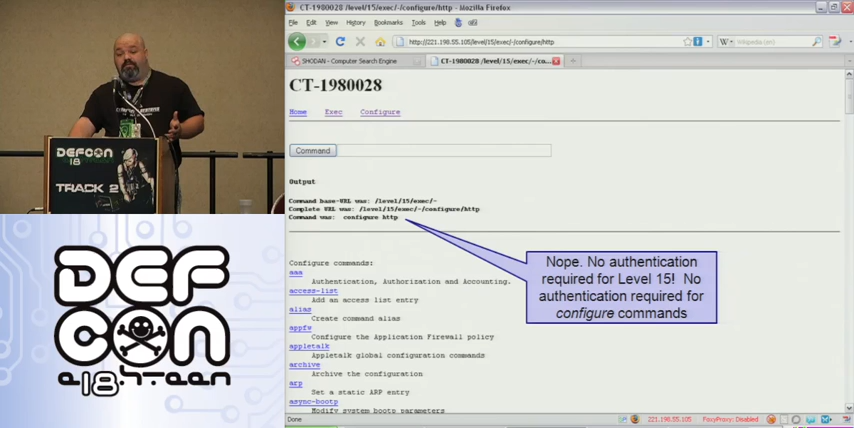 DEFCON
18
TRACK 2
DEF
CON
CT-1980028 /level/15/exec/-/configure/http - Mozilla Firefox
File Edit View History Bookmarks Tools Help
http://221.198.55.105/level/15/exec/-/configure/http
Wikipedia (en)
SHODAN - Computer Search Engine
CT-1980028 /level/15/exec/-/co...
CT-1980028
Home Exec Configure
Command
Output
Command base-URL was: /level/15/exec/-
Complete URL was: /level/15/exec/-/configure/http
Command was: configure http
Nope. No authentication
required for Level 15! No
authentication required for
configure commands
Configure commands:
aaa
Authentication, Authorization and Accounting.
access-list
Add an access list entry
alias
Create command alias
appfw
Configure the Application Firewall policy
appletalk
Appletalk global configuration commands
archive
Archive the configuration
arp
Set a static ARP entry
async-bootp
Modify system bootp parameters
Done
221.198.55.105
FoxyProxy: Disabled